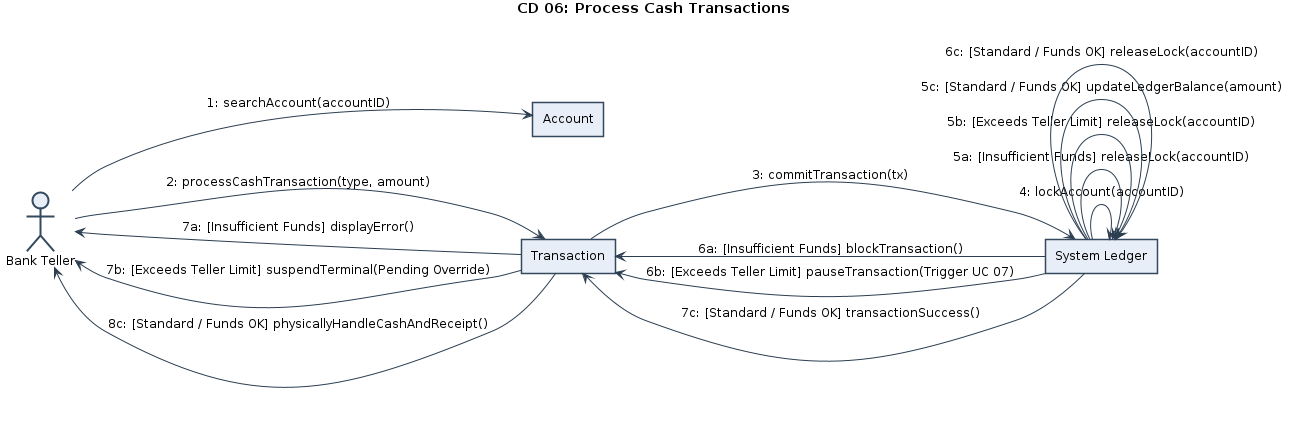 CD 06: Process Cash Transactions
6c: [Standard / Funds OK] releaseLock(accountID)
5c: [Standard / Funds OK] updateLedgerBalance(amount)
1: searchAccount(accountID)
Account
5b: [Exceeds Teller Limit] releaseLock(accountID)
5a: [Insufficient Funds] releaseLock(accountID)
2: processCashTransaction(type, amount)
3: commitTransaction(tx)
4: lockAccount(accountID)
7a: [Insufficient Funds] displayError()
Bank Teller
Transaction
6a: [Insufficient Funds] blockTransaction()
System Ledger
7b: [Exceeds Teller Limit] suspendTerminal(Pending Override)
6b: [Exceeds Teller Limit] pauseTransaction(Trigger UC 07)
8c: [Standard / Funds OK] physicallyHandleCashAndReceipt()
7c: [Standard / Funds OK] transactionSuccess()